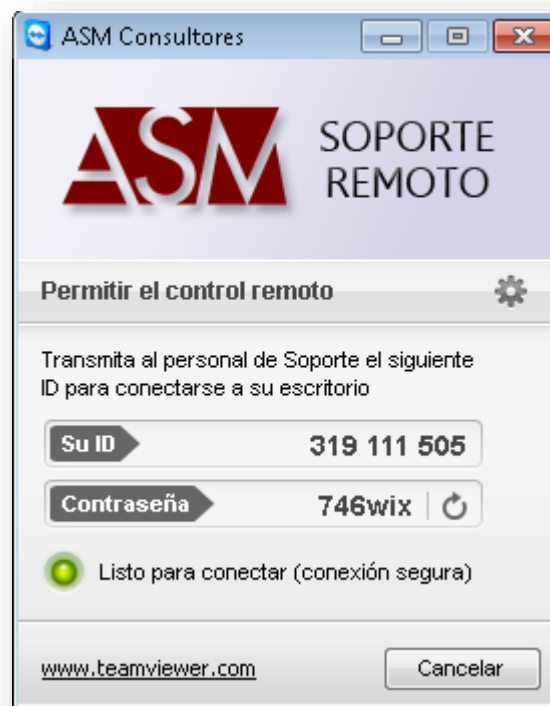 ASM Consultores
ASM
SOPORTE
REMOTO
Permitir el control remoto
Transmita al personal de Soporte el siguiente
ID para conectarse a su escritorio
Su ID 319 111 505
Contraseña 746wix
Listo para conectar (conexión segura)
www.teamviewer.com Cancelar